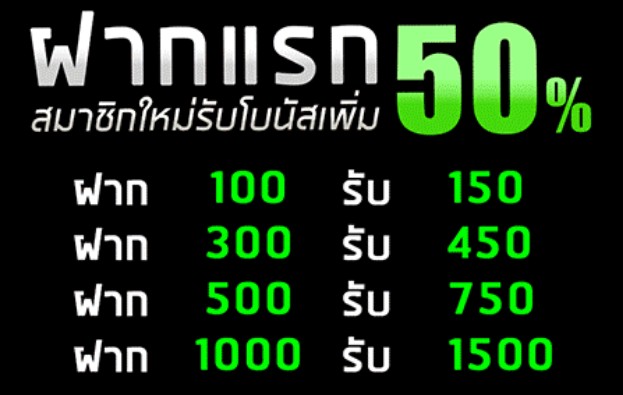 ฝากแรก 50%
สมาชิกใหม่รับโบนัสเพิ่ม
ฝาก 100 รับ 150
ฝาก 300 รับ 450
ฝาก 500 รับ 750
ฝาก 1000 รับ 1500